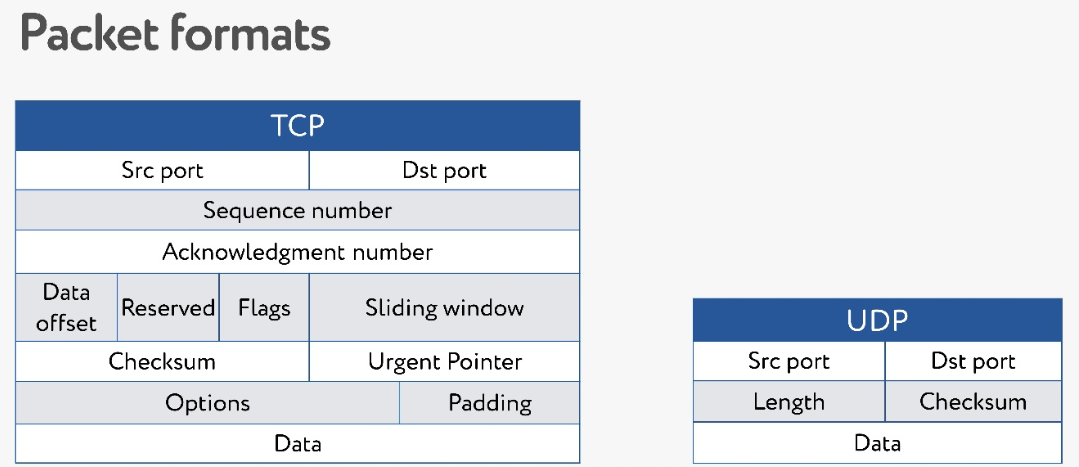 Packet formats
TCP
Src port Dst port
Sequence number
Acknowledgment number
Data offset Reserved Flags Sliding window
Checksum Urgent Pointer
Options Padding
Data
UDP
Src port Dst port
Length Checksum
Data